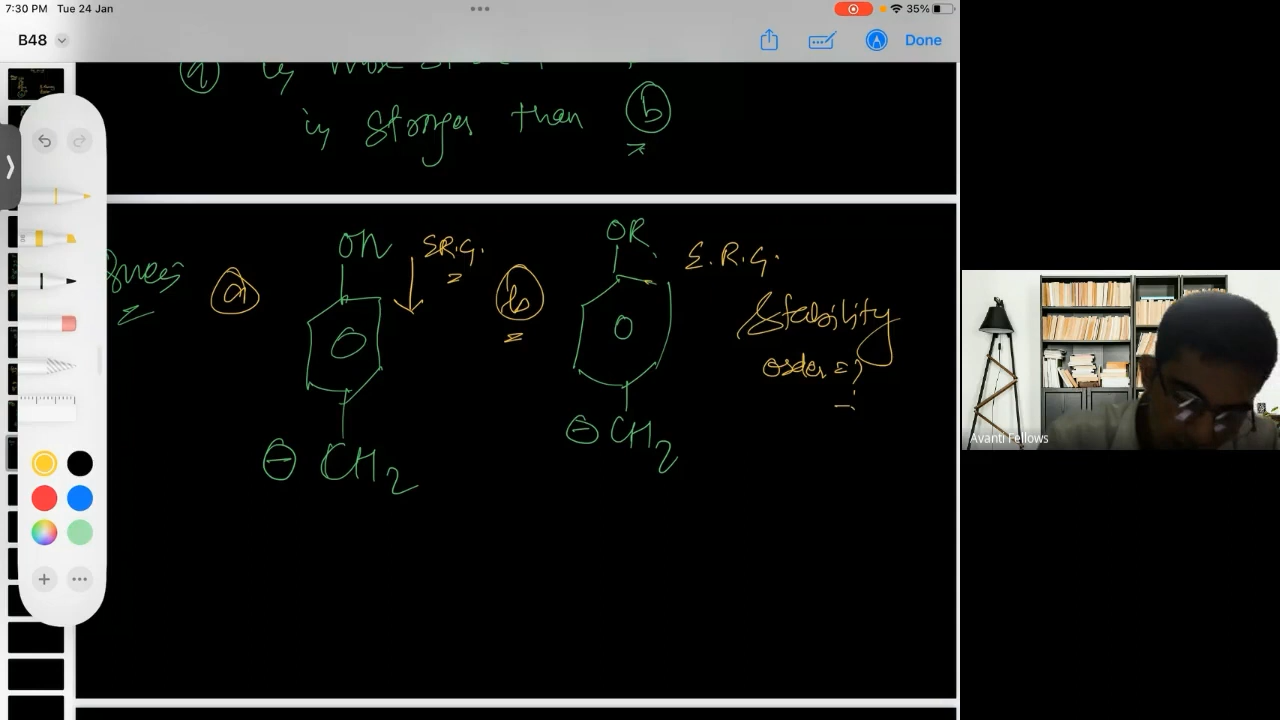 7:30 PM Tue 24 Jan
35%
B48
Done
a is
is stronger than b
Ques
a
OH
E.R.G.
b
OR
E.R.G.
Stability
order = ?
⊖ CH2
⊖ CH2
Avanti Fellows